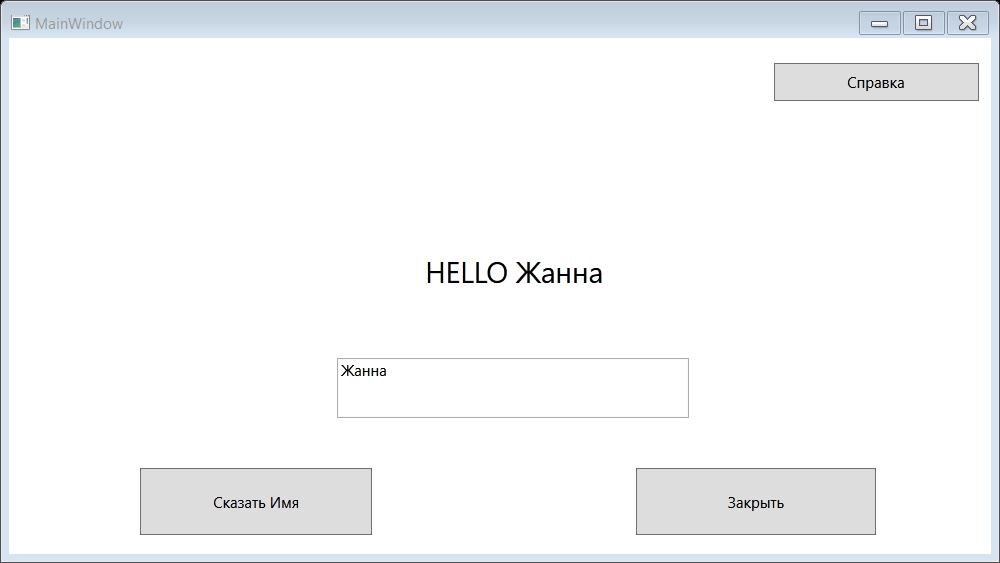 MainWindow
Справка
HELLO Жанна
Жанна
Сказать Имя
Закрыть